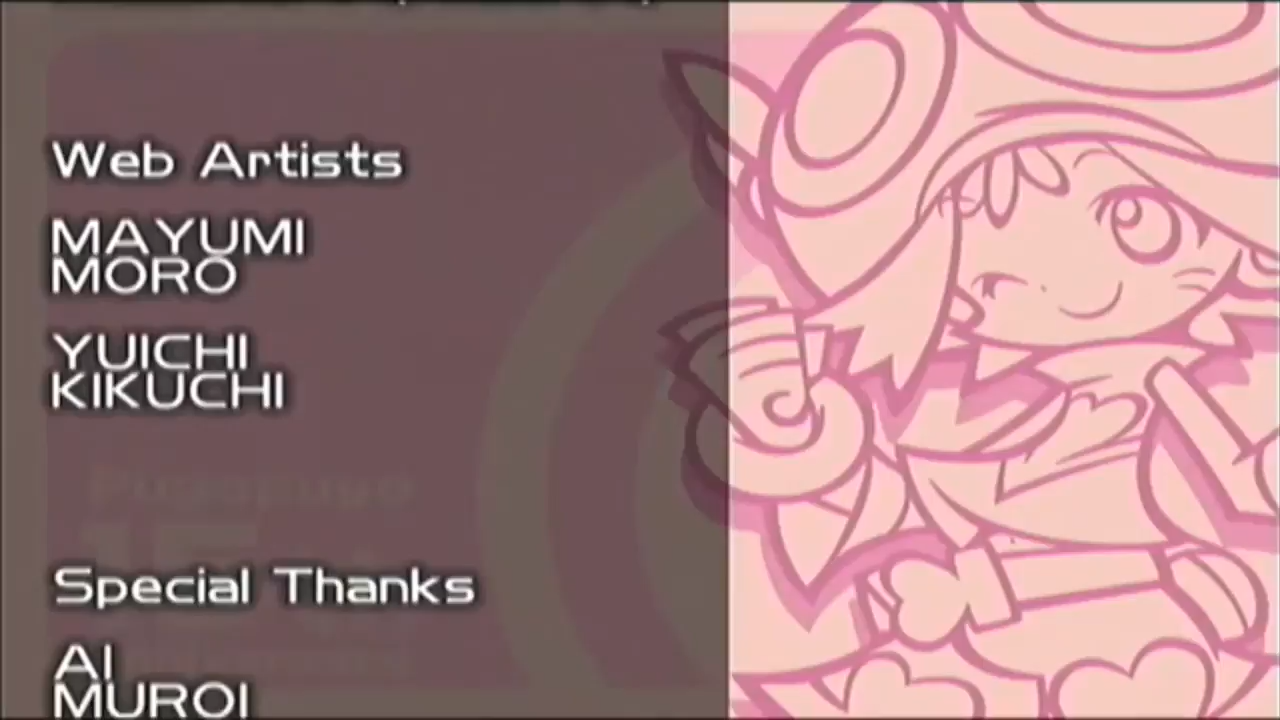 Web Artists
MAYUMI
MORO
YUICHI
KIKUCHI
Special Thanks
AI
MUROI